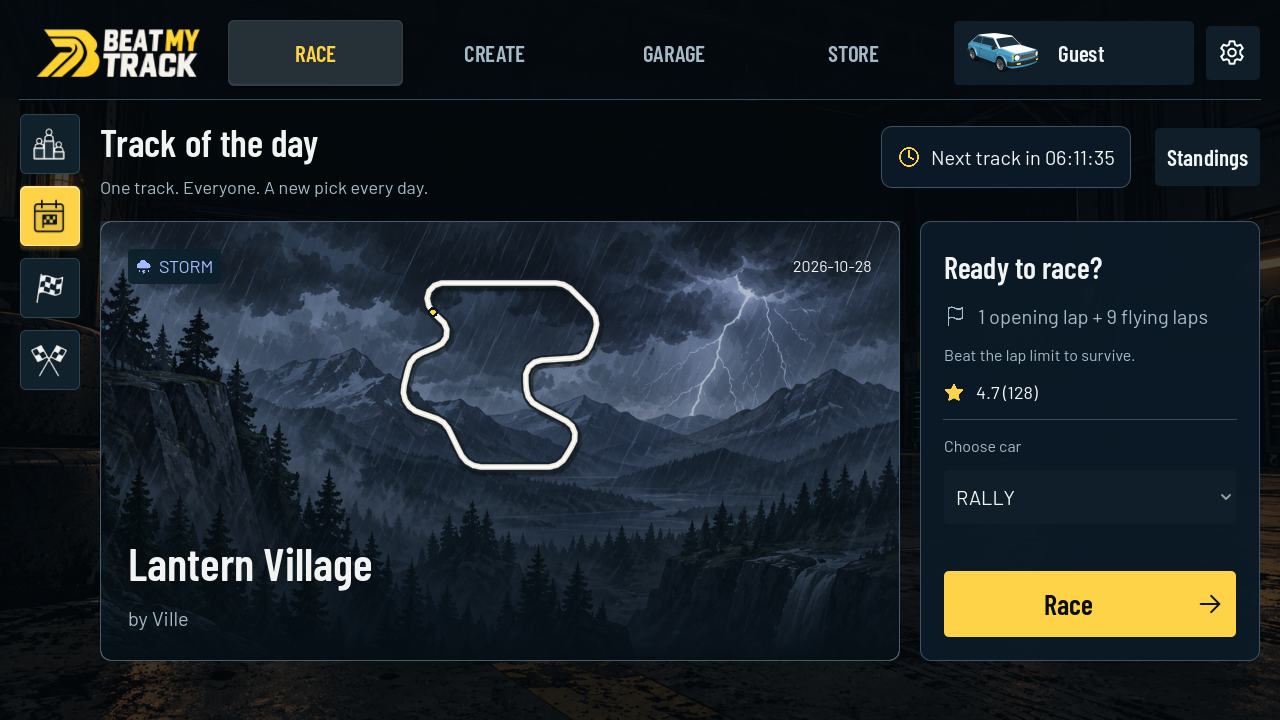 BEAT MY
TRACK
RACE
CREATE
GARAGE
STORE
Guest
Track of the day
One track. Everyone. A new pick every day.
Next track in 06:11:35
Standings
STORM
2026-10-28
Lantern Village
by Ville
Ready to race?
1 opening lap + 9 flying laps
Beat the lap limit to survive.
4.7 (128)
Choose car
RALLY
Race